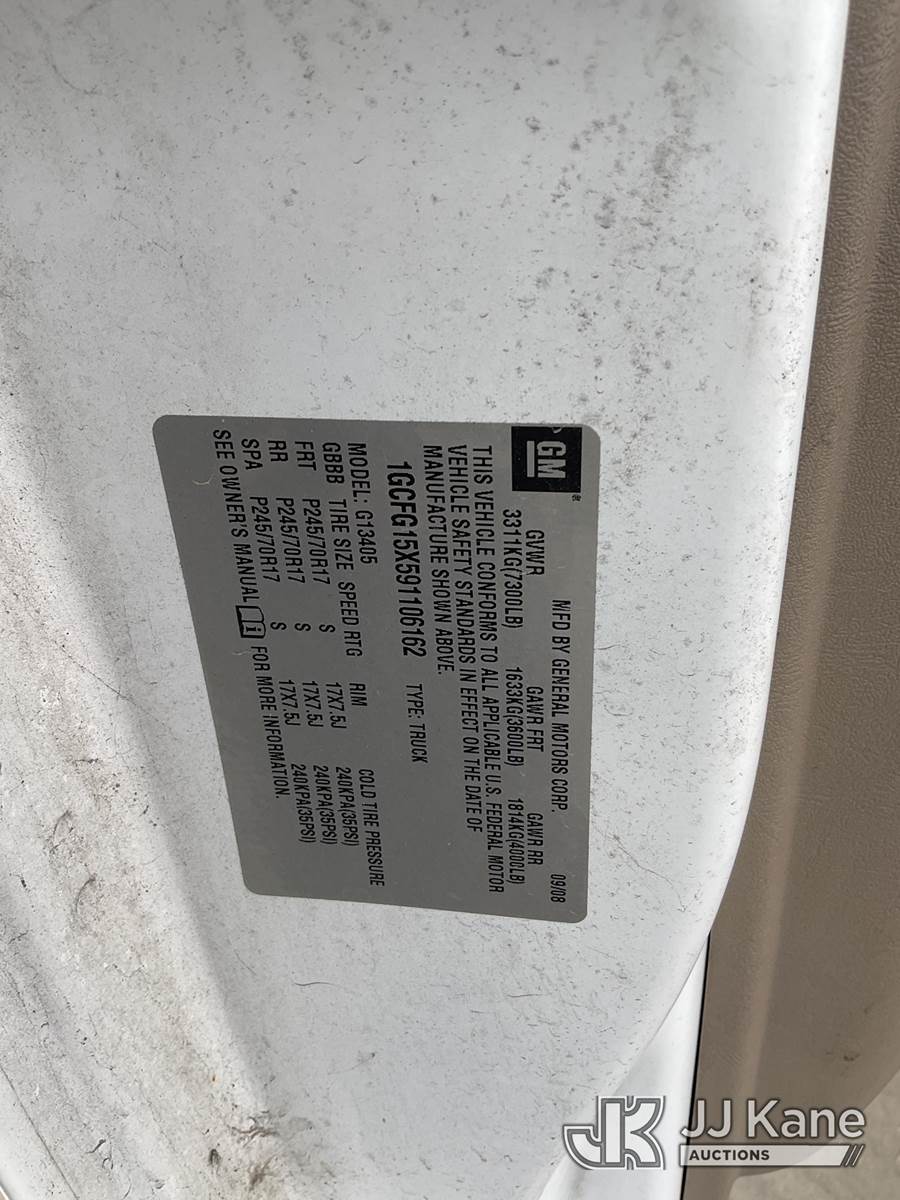 GM
MFD BY GENERAL MOTORS CORP. 09/08
GVWR GAWR FRT GAWR RR
3311KG(7300LB) 1633KG(3600LB) 1814KG(4000LB)
THIS VEHICLE CONFORMS TO ALL APPLICABLE U.S. FEDERAL MOTOR
VEHICLE SAFETY STANDARDS IN EFFECT ON THE DATE OF
MANUFACTURE SHOWN ABOVE.
1GCFG15X591106162 TYPE: TRUCK
MODEL: G13405
GBBB TIRE SIZE SPEED RTG RIM COLD TIRE PRESSURE
FRT P245/70R17 S 17X7.5J 240KPA(35PSI)
RR P245/70R17 S 17X7.5J 240KPA(35PSI)
SPA P245/70R17 S 17X7.5J 240KPA(35PSI)
SEE OWNER'S MANUAL i FOR MORE INFORMATION.
JK JJ Kane
AUCTIONS